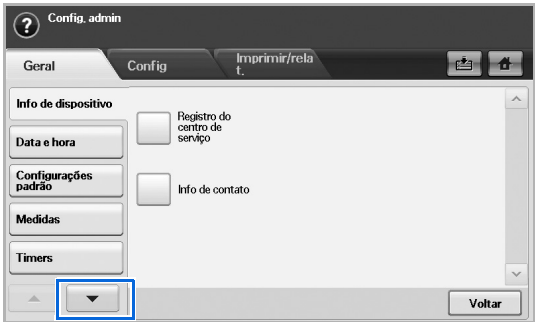 Config. admin
Geral
Config
Imprimir/rela
t.
Info de dispositivo
Data e hora
Configurações
padrão
Medidas
Timers
Registro do
centro de
serviço
Info de contato
Voltar